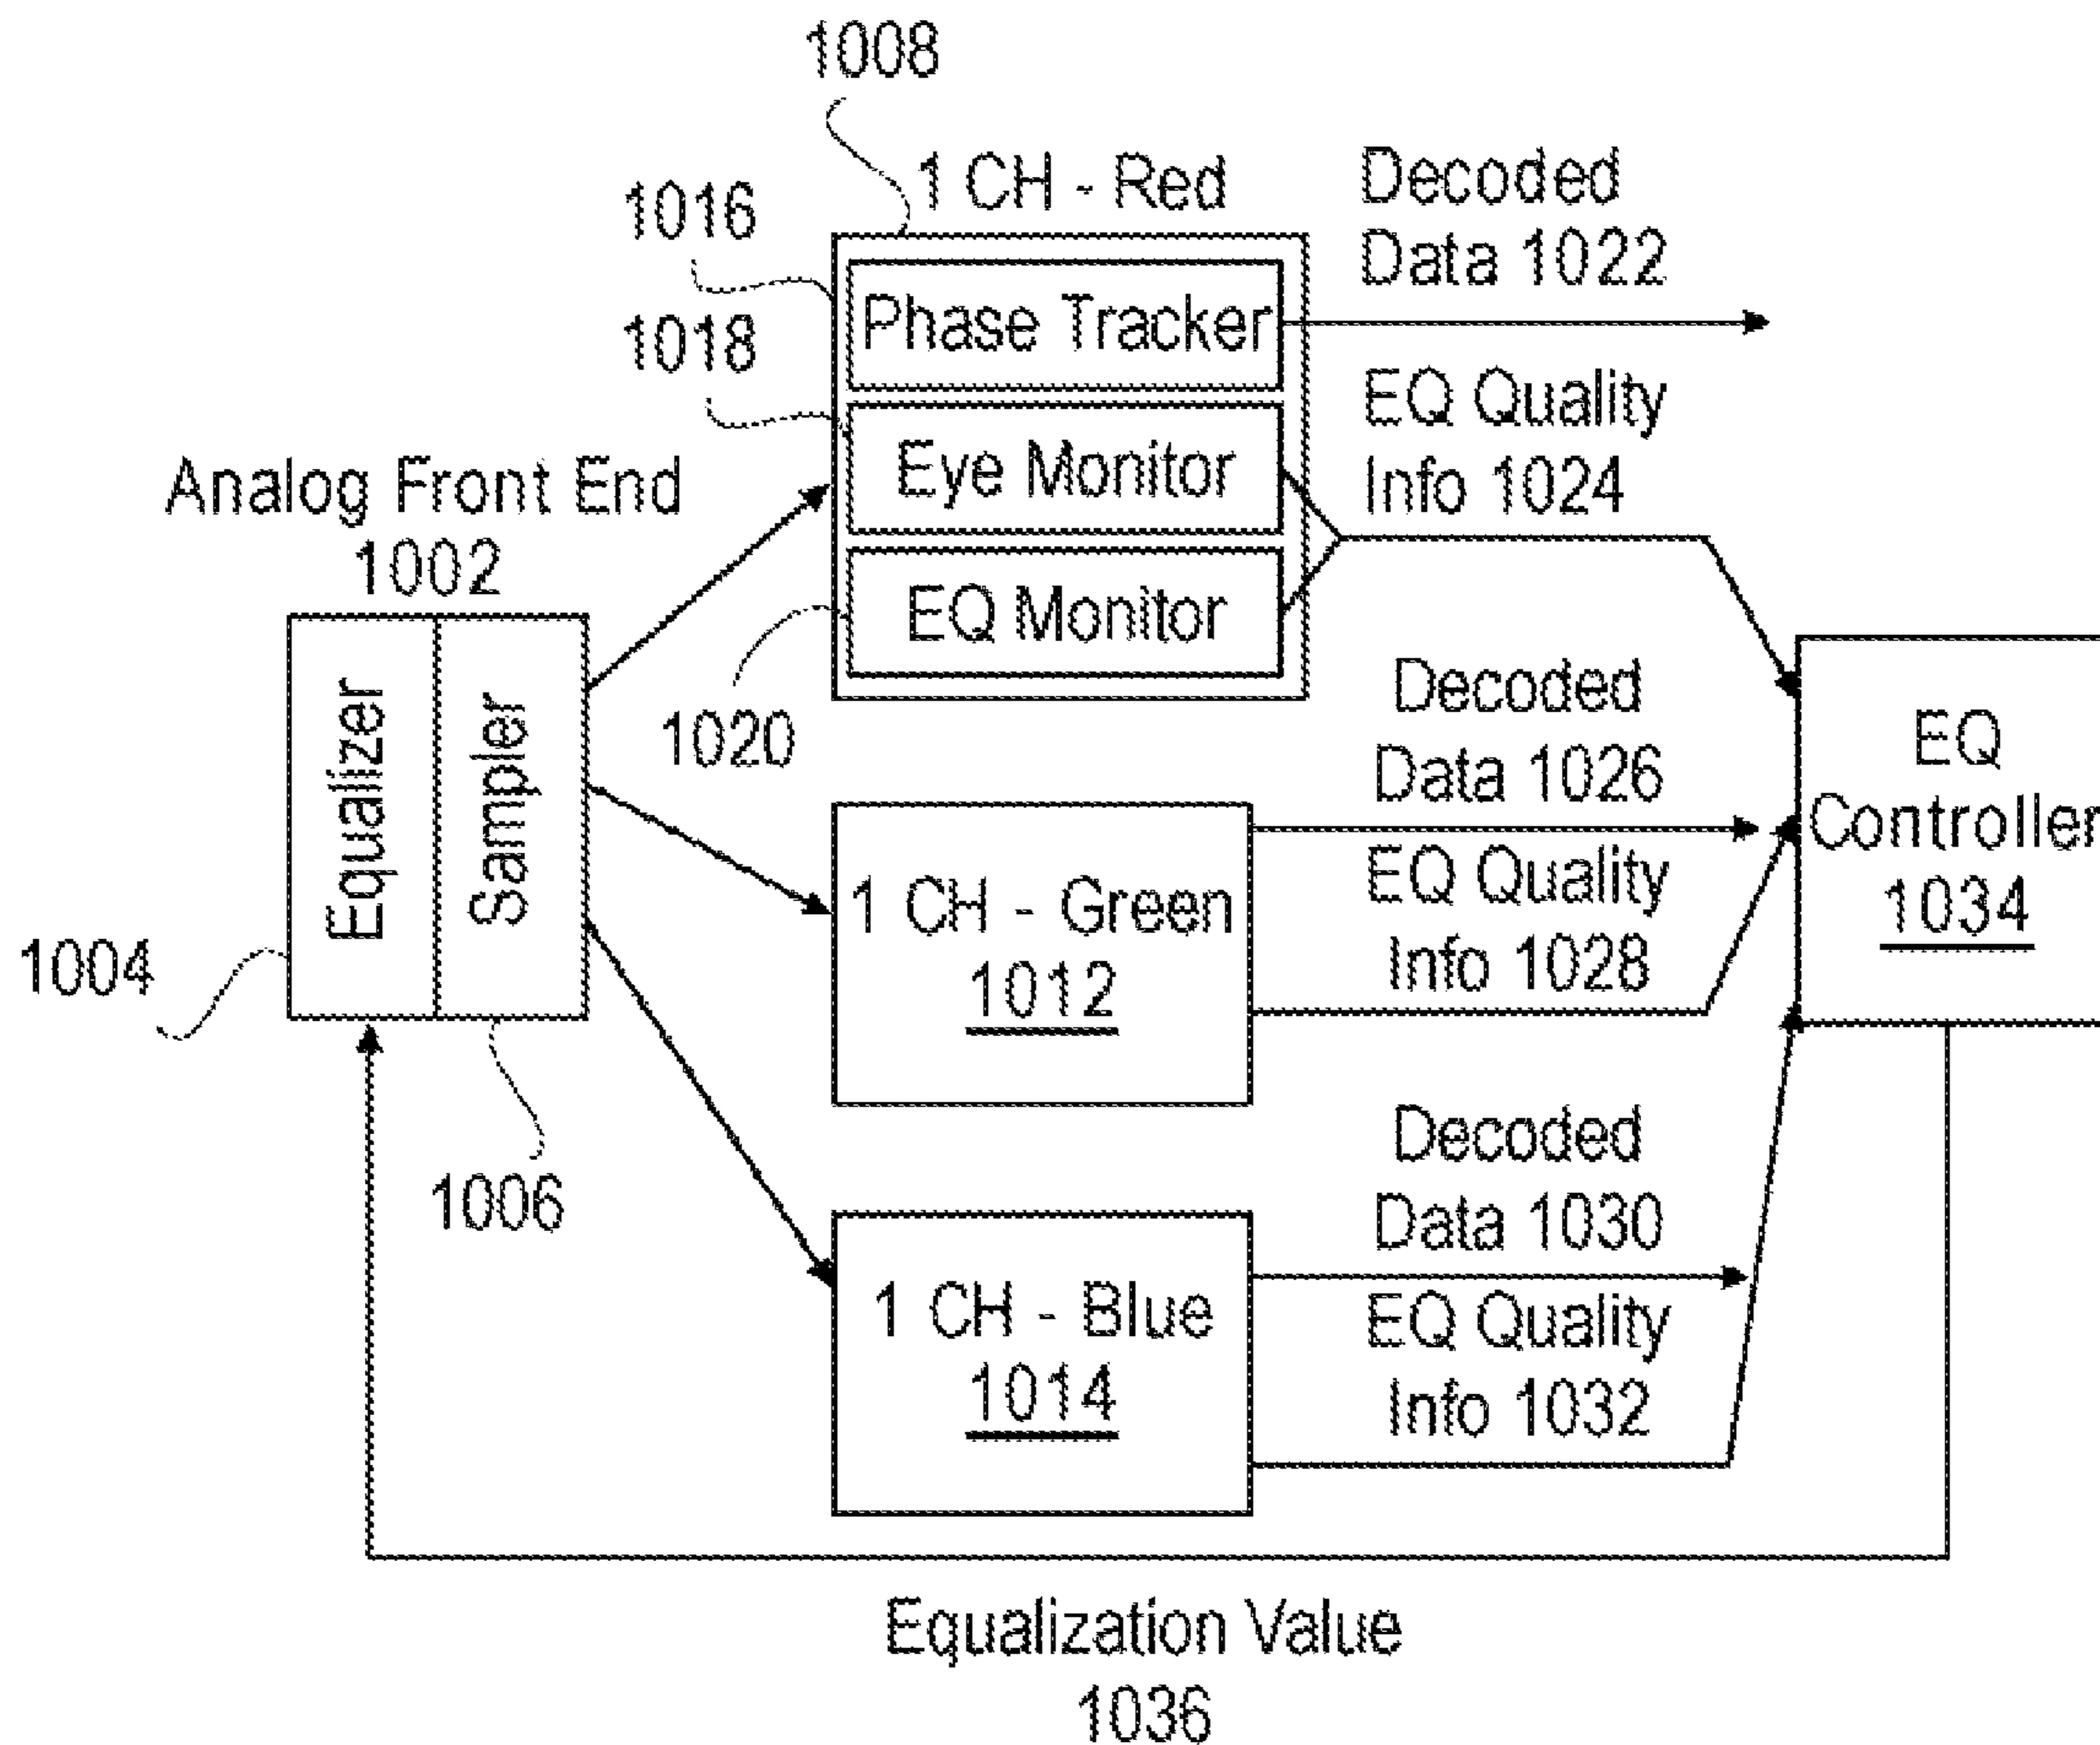 1008
1 CH - Red
Decoded
Data 1022
1016
Phase Tracker
1018
EQ Quality
Info 1024
Eye Monitor
Analog Front End
1002
EQ Monitor
1020
Equalizer
Sampler
1004
1006
Decoded
Data 1026
EQ
Controller
1034
1 CH - Green
1012
EQ Quality
Info 1028
Decoded
Data 1030
1 CH - Blue
1014
EQ Quality
Info 1032
Equalization Value
1036